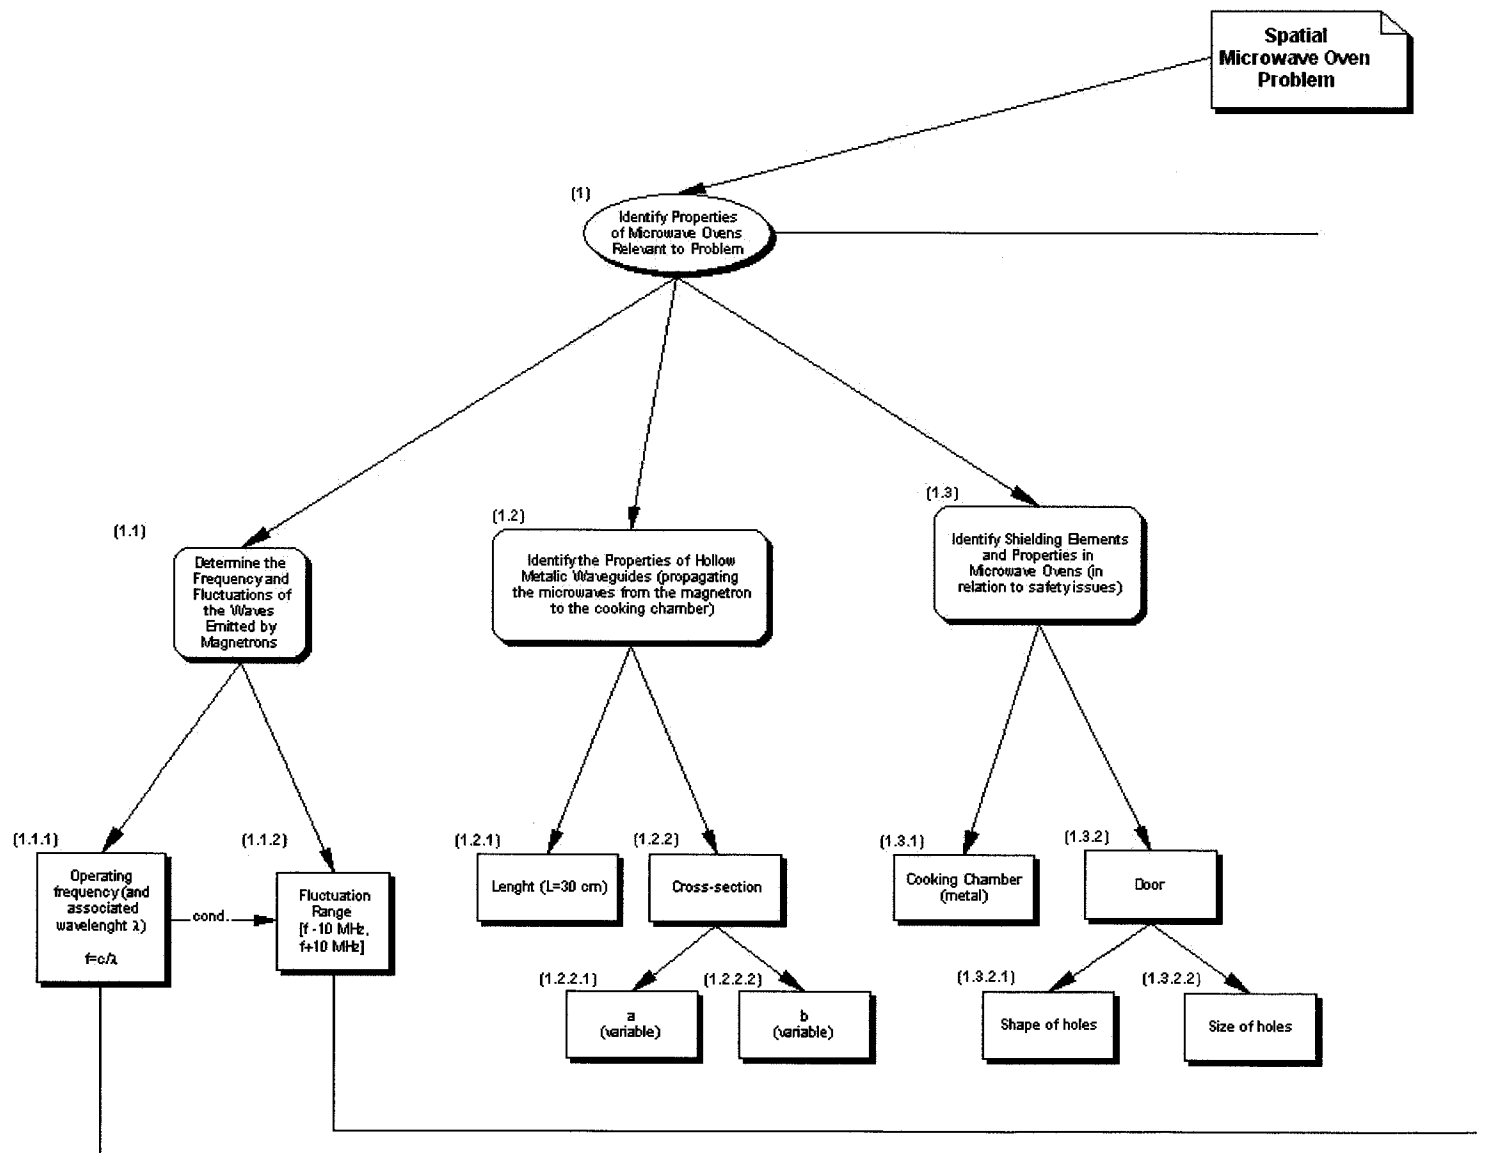 Spatial
Microwave Oven
Problem
(1)
Identify Properties
of Microwave Ovens
Relevant to Problem
(1.1)
Determine the
Frequency and
Fluctuations of
the Waves
Emitted by
Magnetrons
(1.2)
Identify the Properties of Hollow
Metalic Waveguides (propagating
the microwaves from the magnetron
to the cooking chamber)
(1.3)
Identify Shielding Elements
and Properties in
Microwave Ovens (in
relation to safety issues)
(1.1.1)
Operating
frequency (and
associated
wavelenght λ)
f=c/λ
cond.
(1.1.2)
Fluctuation
Range
[f -10 MHz,
f+10 MHz]
(1.2.1)
Lenght (L=30 cm)
(1.2.2)
Cross-section
(1.2.2.1)
a
(variable)
(1.2.2.2)
b
(variable)
(1.3.1)
Cooking Chamber
(metal)
(1.3.2)
Door
(1.3.2.1)
Shape of holes
(1.3.2.2)
Size of holes